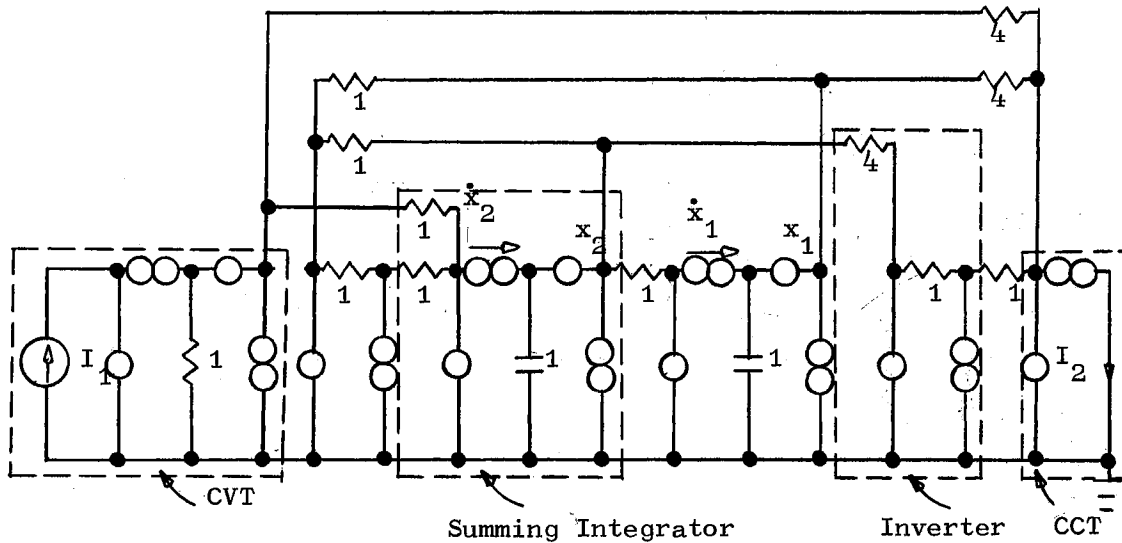 4
1
4
1
4
ẋ₂
1
x₂
ẋ₁
x₁
I₁
1
1
1
1
1
1
1
1
I₂
CVT
Summing Integrator
Inverter
CCT